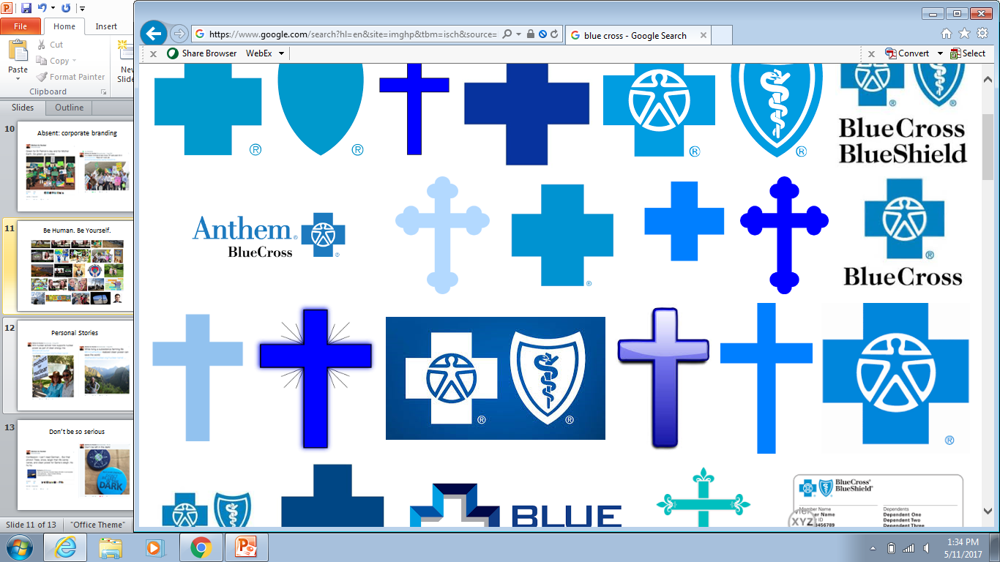 File
Home
Insert
Paste
Cut
Copy
Format Painter
New
Slide
Clipboard
Slides
Outline
10
Absent: corporate branding
11
Be Human. Be Yourself.
12
Personal Stories
13
Don't be so serious
DARK
Slide 11 of 13
"Office Theme"
https://www.google.com/search?hl=en&site=imghp&tbm=isch&source=
blue cross - Google Search
x Share Browser WebEx
x Convert Select
® ® ® ® ® ®
BlueCross
BlueShield
Anthem®
BlueCross
®
®
®
BlueCross
® ®
®
BLUE
BlueCross®
BlueShield®
Member Name
Dependents
Dependent One
Dependent Two
Dependent Three
XYZ
1:34 PM
5/11/2017